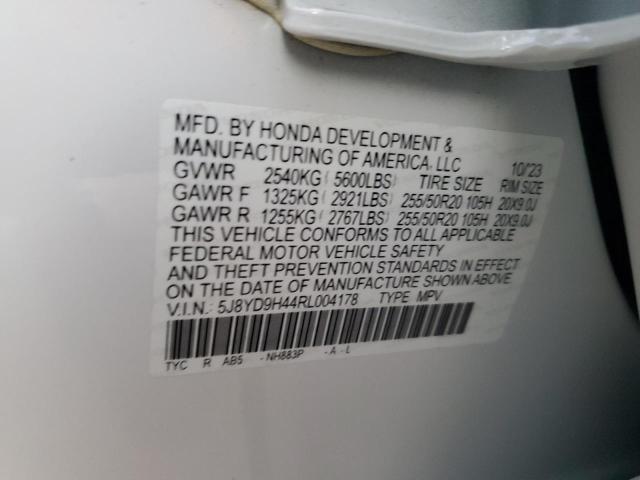 MFD. BY HONDA DEVELOPMENT &
MANUFACTURING OF AMERICA, LLC 10/23
GVWR 2540KG ( 5600LBS) TIRE SIZE RIM SIZE
GAWR F 1325KG ( 2921LBS) 255/50R20 105H 20X9.0J
GAWR R 1255KG ( 2767LBS) 255/50R20 105H 20X9.0J
THIS VEHICLE CONFORMS TO ALL APPLICABLE
FEDERAL MOTOR VEHICLE SAFETY
AND THEFT PREVENTION STANDARDS IN EFFECT
ON THE DATE OF MANUFACTURE SHOWN ABOVE
V.I.N.: 5J8YD9H44RL004178 TYPE MPV
TYC R AB5 -NH883P -A-L